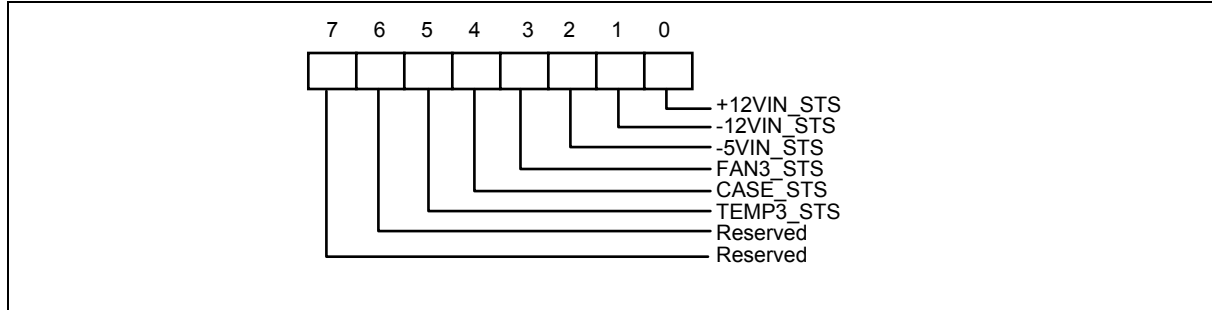 7 6 5 4 3 2 1 0
+12VIN_STS
-12VIN_STS
-5VIN_STS
FAN3_STS
CASE_STS
TEMP3_STS
Reserved
Reserved